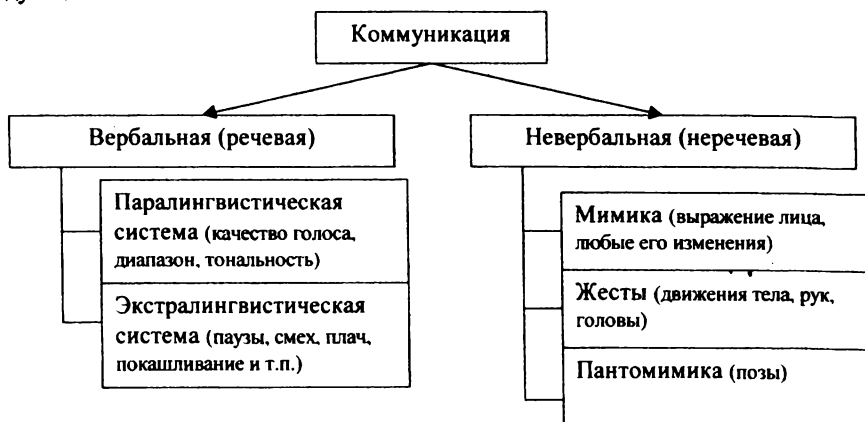 Коммуникация
Вербальная (речевая)
Паралингвистическая
система (качество голоса,
диапазон, тональность)
Экстралингвистическая
система (паузы, смех, плач,
покашливание и т.п.)
Невербальная (неречевая)
Мимика (выражение лица,
любые его изменения)
Жесты (движения тела, рук,
головы)
Пантомимика (позы)